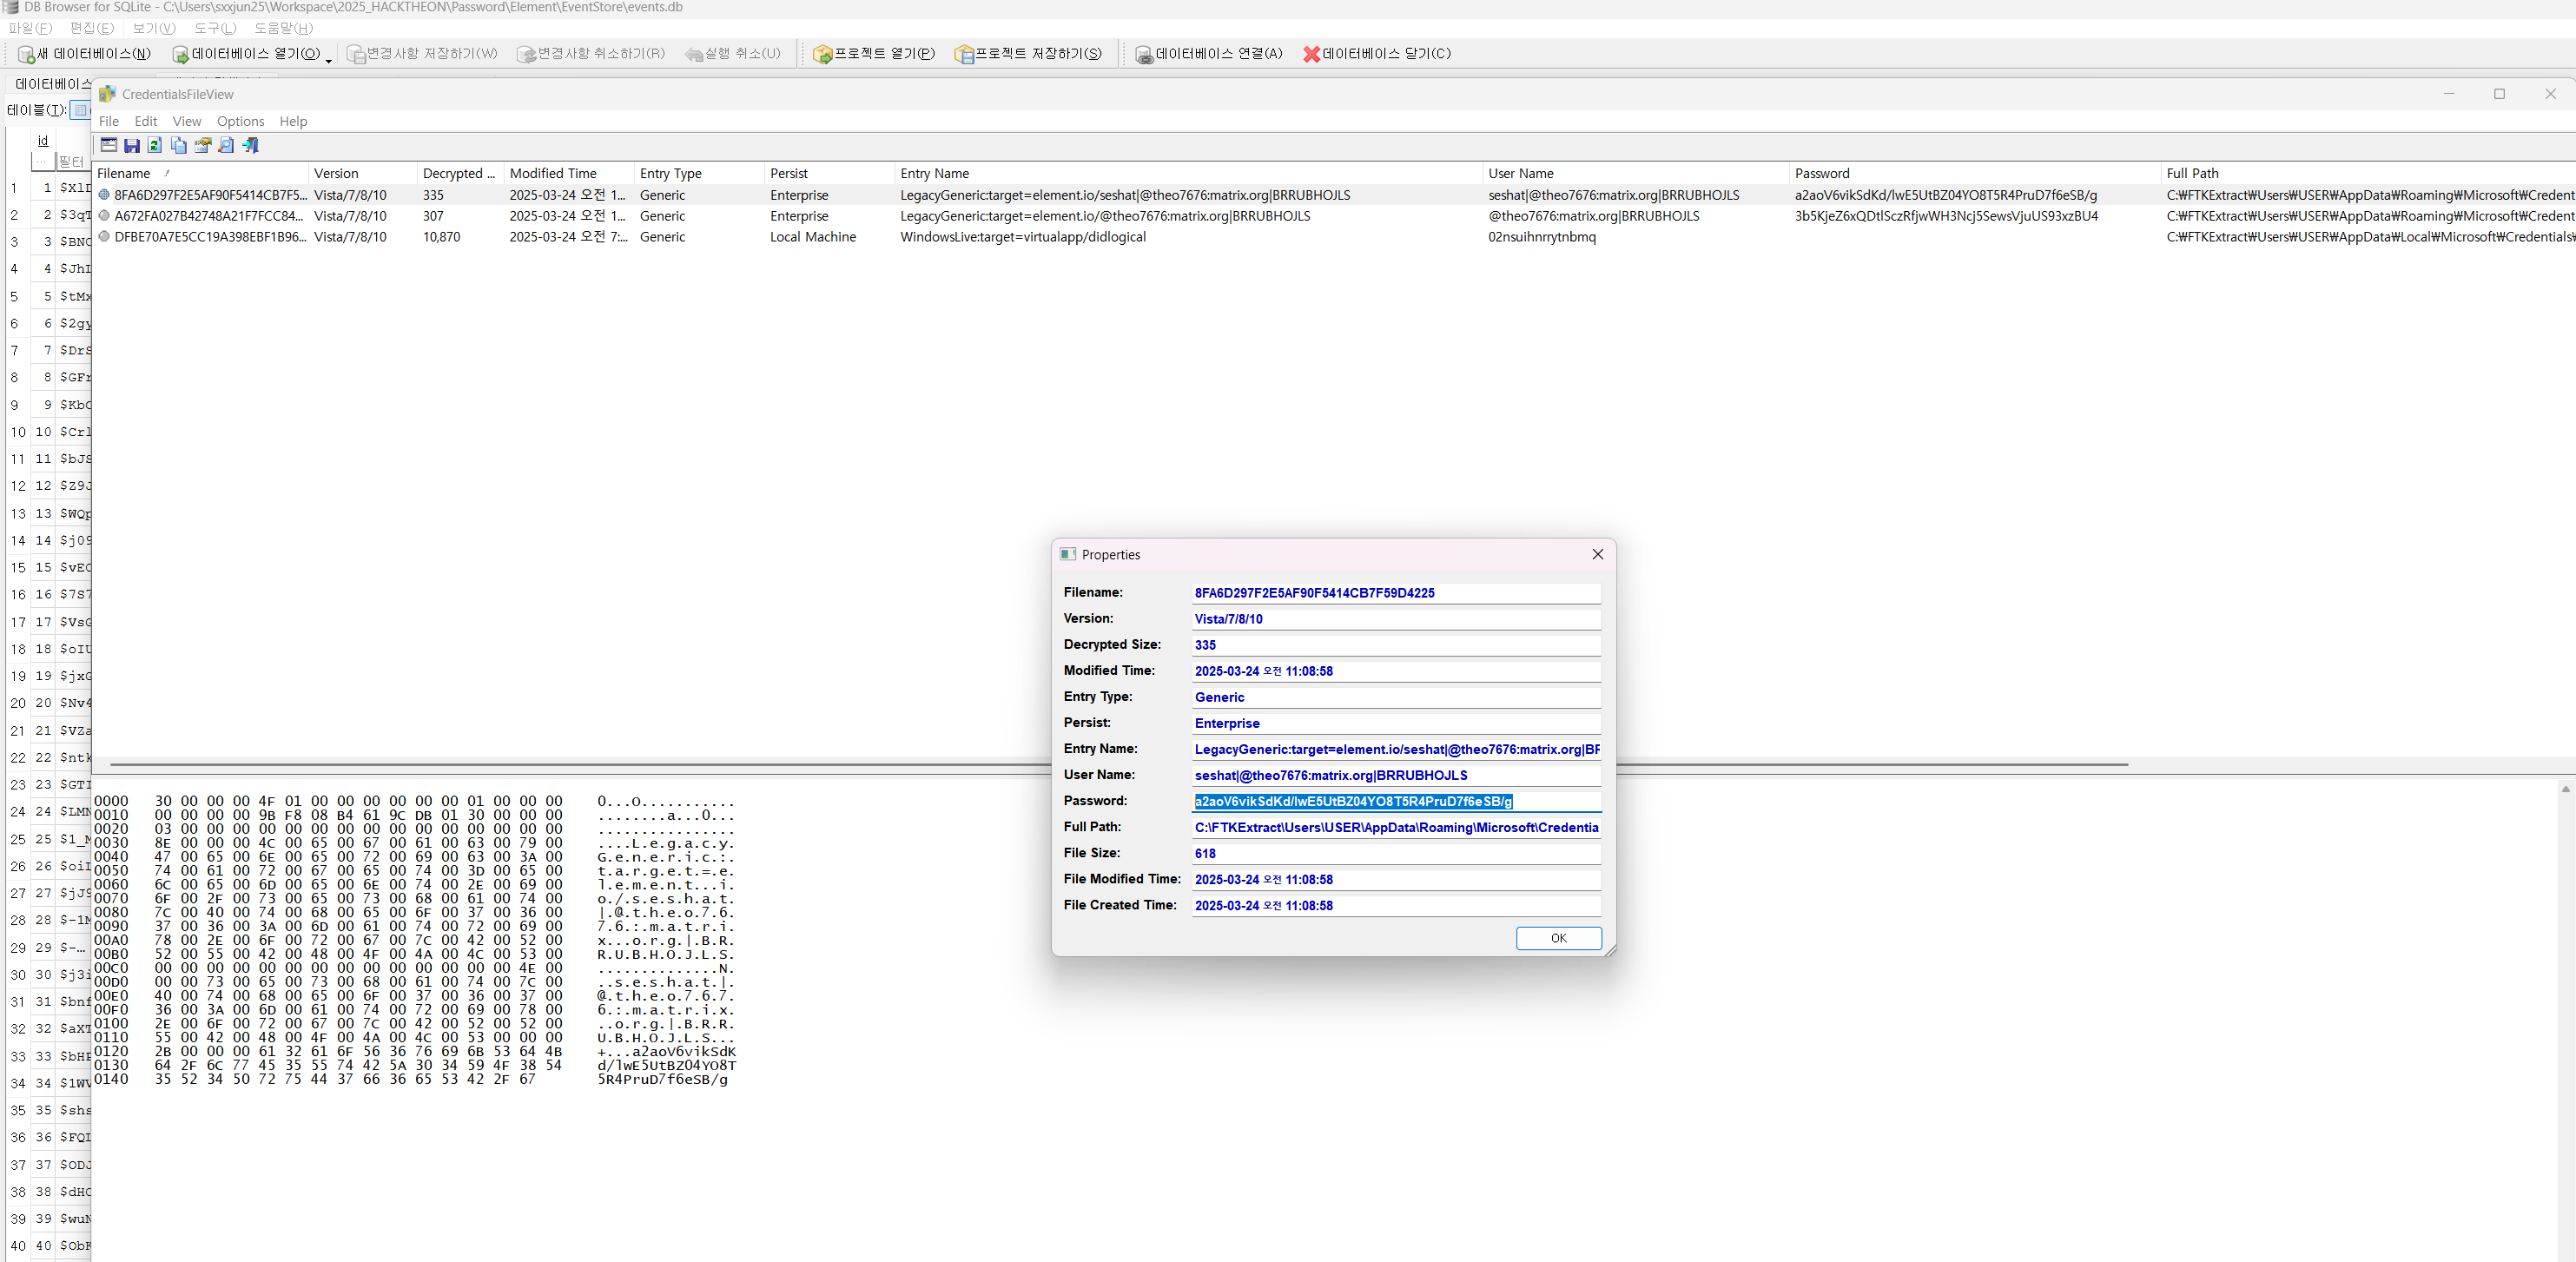 DB Browser for SQLite - C:\Users\sxxjun25\Workspace\2025_HACKTHEON\Password\Element\EventStore\events.db
파일(F) 편집(E) 보기(V) 도구(L) 도움말(H)
새 데이터베이스(N) 데이터베이스 열기(O) 변경사항 저장하기(W) 변경사항 취소하기(R) 실행 취소(U) 프로젝트 열기(P) 프로젝트 저장하기(S) 데이터베이스 연결(A) 데이터베이스 닫기(C)
데이터베이스
테이블(T):
id
필터
1 1 $XlD
2 2 $3qT
3 3 $BNC
4 4 $JhI
5 5 $tMx
6 6 $2gy
7 7 $DrS
8 8 $GFr
9 9 $KbC
10 10 $Crl
11 11 $bJS
12 12 $Z9J
13 13 $WQp
14 14 $j09
15 15 $vEC
16 16 $7S7
17 17 $VsG
18 18 $oIU
19 19 $jxG
20 20 $Nv4
21 21 $VZa
22 22 $ntk
23 23 $GTI
24 24 $LMN
25 25 $1_M
26 26 $oiI
27 27 $jJ9
28 28 $-1M
29 29 $-…
30 30 $j3i
31 31 $bnf
32 32 $aXT
33 33 $bHF
34 34 $1WV
35 35 $shs
36 36 $FQI
37 37 $ODJ
38 38 $dHC
39 39 $wuN
40 40 $ObK
CredentialsFileView
File Edit View Options Help
Filename Version Decrypted ... Modified Time Entry Type Persist Entry Name User Name Password Full Path
8FA6D297F2E5AF90F5414CB7F5... Vista/7/8/10 335 2025-03-24 오전 1... Generic Enterprise LegacyGeneric:target=element.io/seshat|@theo7676:matrix.org|BRRUBHOJLS seshat|@theo7676:matrix.org|BRRUBHOJLS a2aoV6vikSdKd/lwE5UtBZ04YO8T5R4PruD7f6eSB/g C:₩FTKExtract₩Users₩USER₩AppData₩Roaming₩Microsoft₩Credent
A672FA027B42748A21F7FCC84... Vista/7/8/10 307 2025-03-24 오전 1... Generic Enterprise LegacyGeneric:target=element.io/@theo7676:matrix.org|BRRUBHOJLS @theo7676:matrix.org|BRRUBHOJLS 3b5KjeZ6xQDtlSczRfjwWH3Ncj5SewsVjuUS93xzBU4 C:₩FTKExtract₩Users₩USER₩AppData₩Roaming₩Microsoft₩Credent
DFBE70A7E5CC19A398EBF1B96... Vista/7/8/10 10,870 2025-03-24 오전 7:... Generic Local Machine WindowsLive:target=virtualapp/didlogical 02nsuihnrrytnbmq C:₩FTKExtract₩Users₩USER₩AppData₩Local₩Microsoft₩Credentials₩
Properties
Filename: 8FA6D297F2E5AF90F5414CB7F59D4225
Version: Vista/7/8/10
Decrypted Size: 335
Modified Time: 2025-03-24 오전 11:08:58
Entry Type: Generic
Persist: Enterprise
Entry Name: LegacyGeneric:target=element.io/seshat|@theo7676:matrix.org|BF
User Name: seshat|@theo7676:matrix.org|BRRUBHOJLS
Password: a2aoV6vikSdKd/lwE5UtBZ04YO8T5R4PruD7f6eSB/g
Full Path: C:\FTKExtract\Users\USER\AppData\Roaming\Microsoft\Credentia
File Size: 618
File Modified Time: 2025-03-24 오전 11:08:58
File Created Time: 2025-03-24 오전 11:08:58
OK
0000 30 00 00 00 4F 01 00 00 00 00 00 00 01 00 00 00 0...O...........
0010 00 00 00 00 9B F8 08 B4 61 9C DB 01 30 00 00 00 ........a...0...
0020 03 00 00 00 00 00 00 00 00 00 00 00 00 00 00 00 ................
0030 8E 00 00 00 4C 00 65 00 67 00 61 00 63 00 79 00 ....L.e.g.a.c.y.
0040 47 00 65 00 6E 00 65 00 72 00 69 00 63 00 3A 00 G.e.n.e.r.i.c.:.
0050 74 00 61 00 72 00 67 00 65 00 74 00 3D 00 65 00 t.a.r.g.e.t.=.e.
0060 6C 00 65 00 6D 00 65 00 6E 00 74 00 2E 00 69 00 l.e.m.e.n.t...i.
0070 6F 00 2F 00 73 00 65 00 73 00 68 00 61 00 74 00 o./.s.e.s.h.a.t.
0080 7C 00 40 00 74 00 68 00 65 00 6F 00 37 00 36 00 |.@.t.h.e.o.7.6.
0090 37 00 36 00 3A 00 6D 00 61 00 74 00 72 00 69 00 7.6.:.m.a.t.r.i.
00A0 78 00 2E 00 6F 00 72 00 67 00 7C 00 42 00 52 00 x...o.r.g.|.B.R.
00B0 52 00 55 00 42 00 48 00 4F 00 4A 00 4C 00 53 00 R.U.B.H.O.J.L.S.
00C0 00 00 00 00 00 00 00 00 00 00 00 00 00 00 4E 00 ..............N.
00D0 00 00 73 00 65 00 73 00 68 00 61 00 74 00 7C 00 ..s.e.s.h.a.t.|.
00E0 40 00 74 00 68 00 65 00 6F 00 37 00 36 00 37 00 @.t.h.e.o.7.6.7.
00F0 36 00 3A 00 6D 00 61 00 74 00 72 00 69 00 78 00 6.:.m.a.t.r.i.x.
0100 2E 00 6F 00 72 00 67 00 7C 00 42 00 52 00 52 00 ..o.r.g.|.B.R.R.
0110 55 00 42 00 48 00 4F 00 4A 00 4C 00 53 00 00 00 U.B.H.O.J.L.S...
0120 2B 00 00 00 61 32 61 6F 56 36 76 69 6B 53 64 4B +...a2aoV6vikSdK
0130 64 2F 6C 77 45 35 55 74 42 5A 30 34 59 4F 38 54 d/lwE5UtBZ04YO8T
0140 35 52 34 50 72 75 44 37 66 36 65 53 42 2F 67 5R4PruD7f6eSB/g